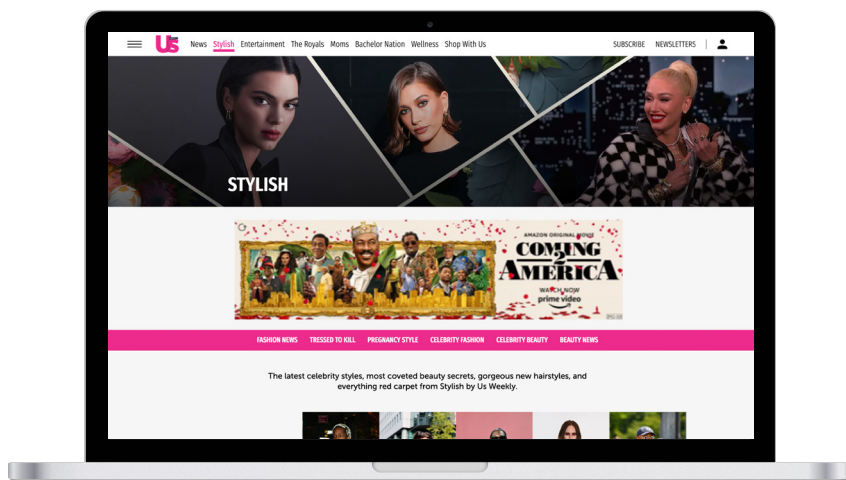 Us
News Stylish Entertainment The Royals Moms Bachelor Nation Wellness Shop With Us
SUBSCRIBE NEWSLETTERS
STYLISH
AMAZON ORIGINAL MOVIE
COMING
2
AMERICA
WATCH NOW
prime video
FASHION NEWS TRESSED TO KILL PREGNANCY STYLE CELEBRITY FASHION CELEBRITY BEAUTY BEAUTY NEWS
The latest celebrity styles, most coveted beauty secrets, gorgeous new hairstyles, and
everything red carpet from Stylish by Us Weekly.